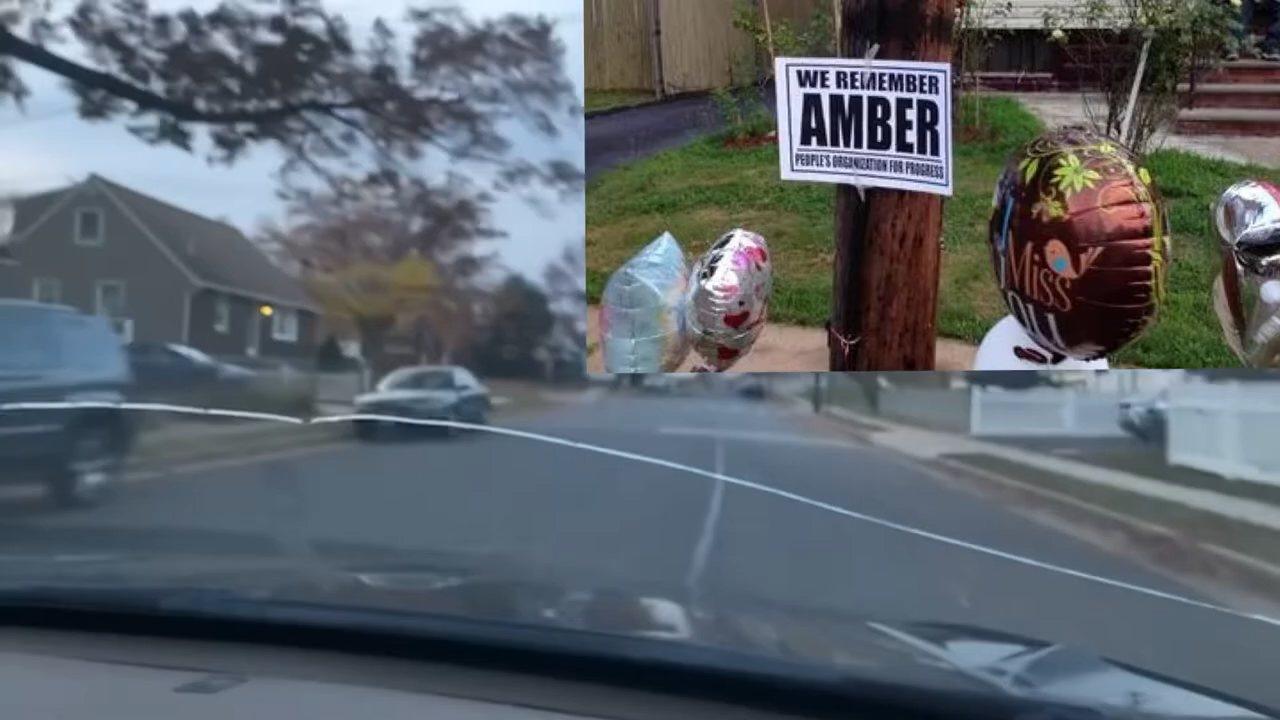 WE REMEMBER
AMBER
PEOPLE'S ORGANIZATION FOR PROGRESS
Miss
YOU